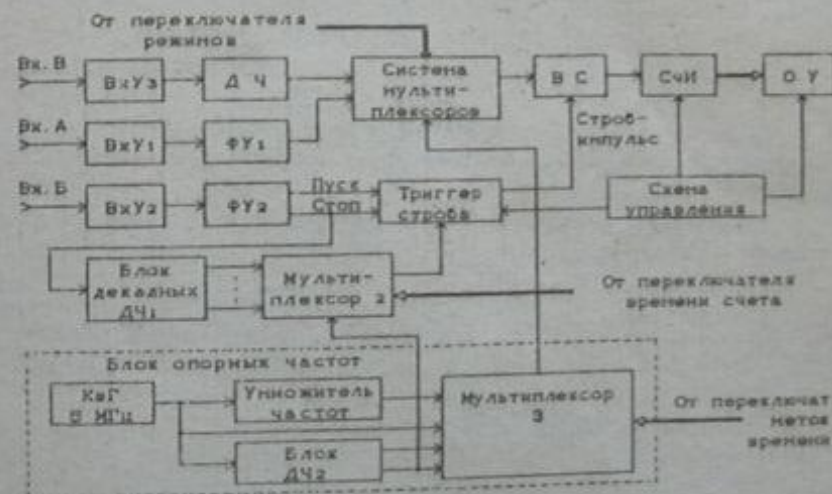 От переключателя
режимов
Вх. В
ВхУ3
Д Ч
Система
мульти-
плексоров
В С
СчИ
О У
Вх. А
ВхУ1
ФУ1
Строб-
импульс
Вх. Б
ВхУ2
ФУ2
Пуск
Стоп
Триггер
строба
Схема
управления
Блок
декадных
ДЧ1
Мульти-
плексор 2
От переключателя
времени счета
Блок опорных частот
КвГ
5 МГц
Умножитель
частот
Мультиплексор
3
От переключат
меток
времени
Блок
ДЧ2